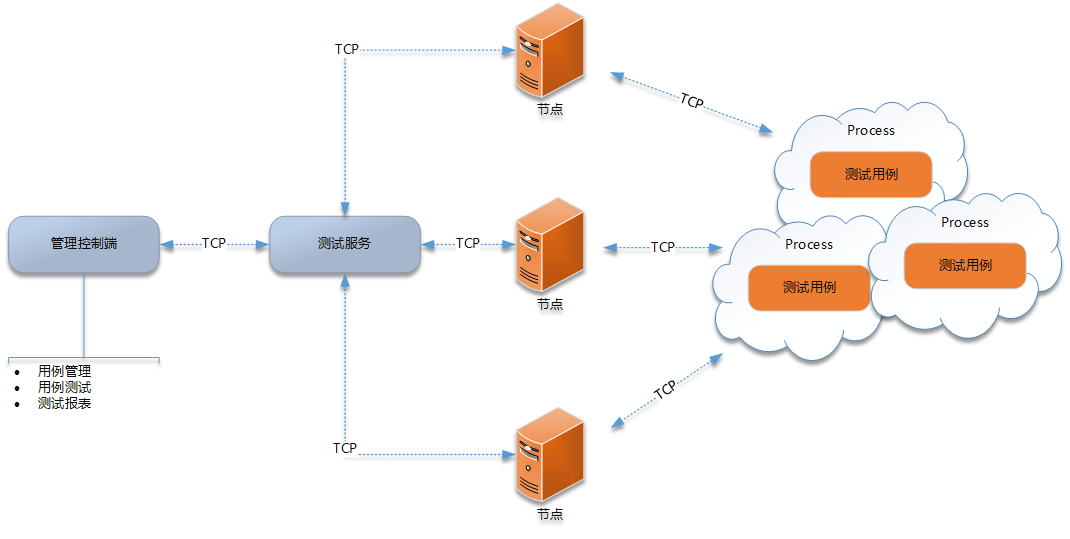 TCP
节点
TCP
Process
测试用例
管理控制端
TCP
测试服务
TCP
节点
TCP
Process
测试用例
Process
测试用例
用例管理
用例测试
测试报表
TCP
节点
TCP